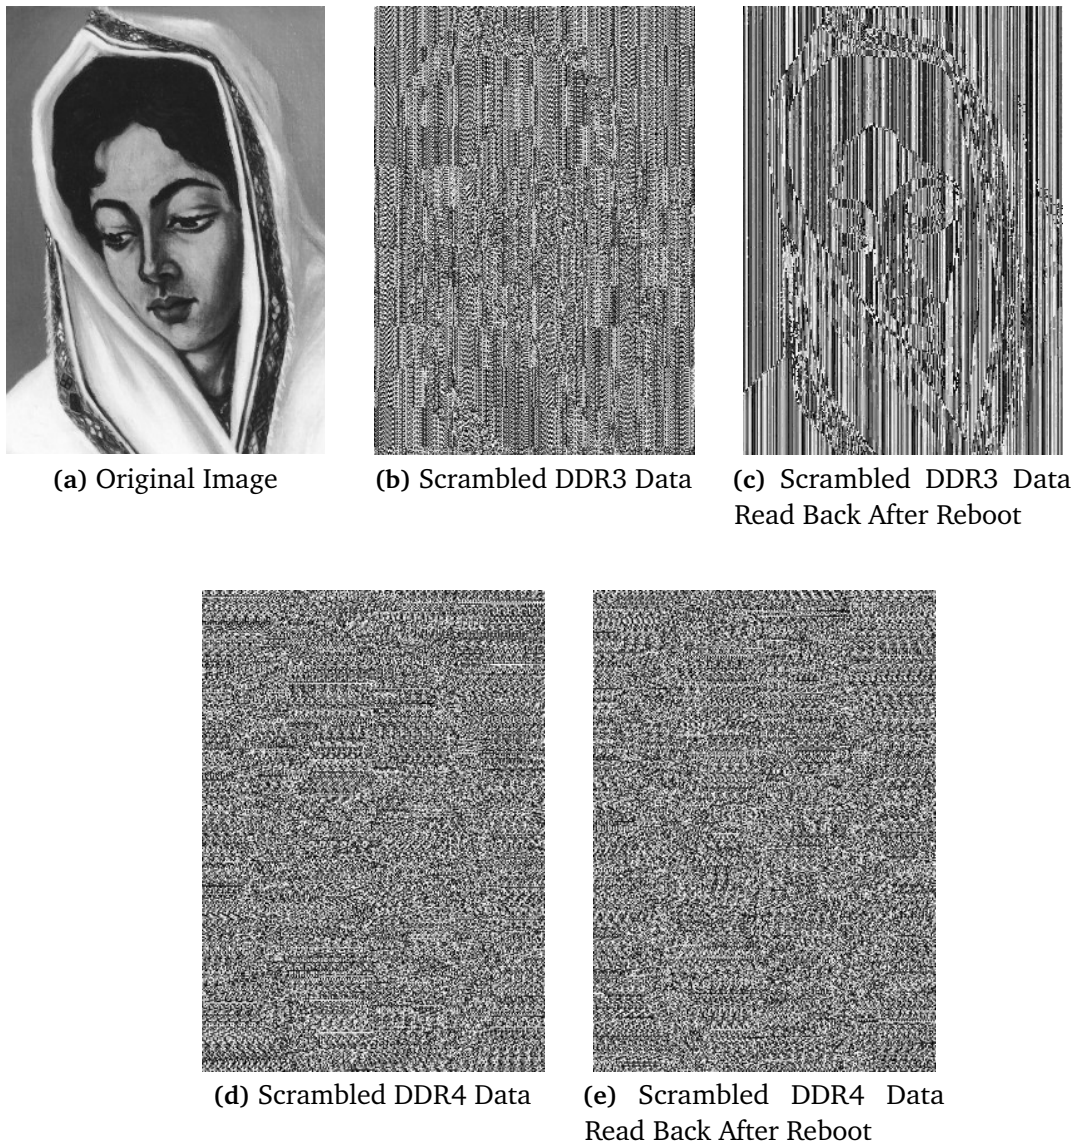 (a) Original Image
(b) Scrambled DDR3 Data
(c) Scrambled DDR3 Data
Read Back After Reboot
(d) Scrambled DDR4 Data
(e) Scrambled DDR4 Data
Read Back After Reboot